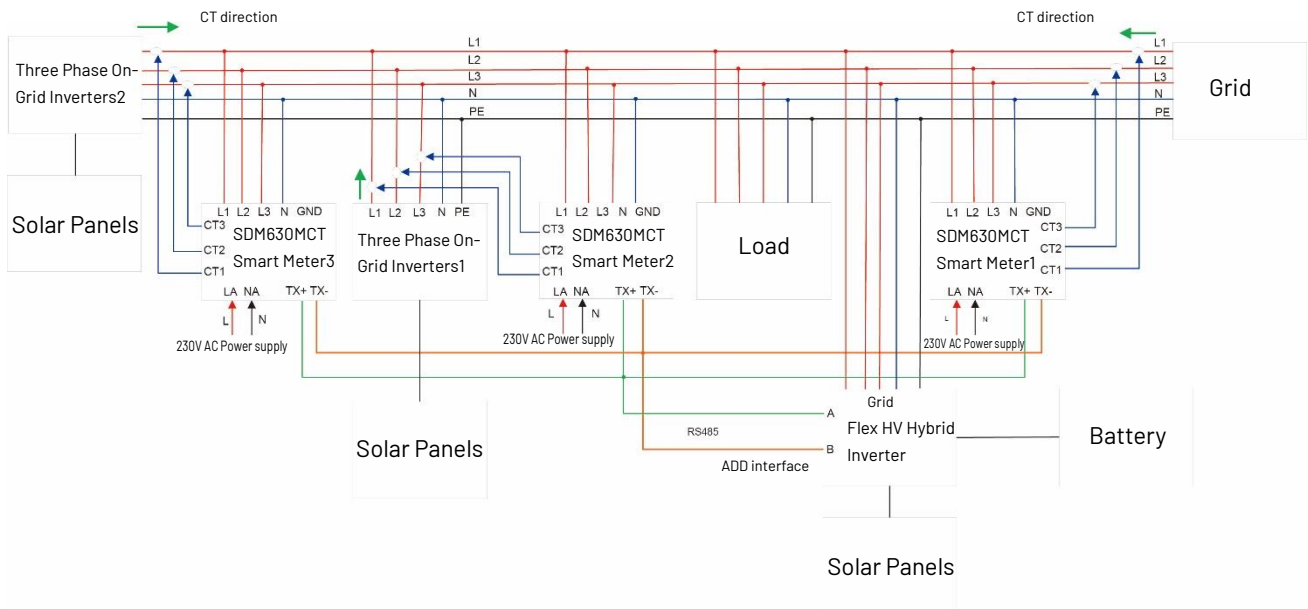 CT direction
CT direction
L1
L2
L3
N
PE
L1
L2
L3
N
PE
Three Phase On-
Grid Inverters2
Grid
Solar Panels
L1 L2 L3 N GND
CT3
CT2
CT1
SDM630MCT
Smart Meter3
LA NA TX+ TX-
L N
230V AC Power supply
L1 L2 L3 N PE
Three Phase On-
Grid Inverters1
L1 L2 L3 N GND
CT3
CT2
CT1
SDM630MCT
Smart Meter2
LA NA TX+ TX-
L N
230V AC Power supply
Load
L1 L2 L3 N GND
SDM630MCT
Smart Meter1
CT3
CT2
CT1
LA NA TX+ TX-
L N
230V AC Power supply
Solar Panels
A
RS485
B
ADD interface
Grid
Flex HV Hybrid
Inverter
Battery
Solar Panels